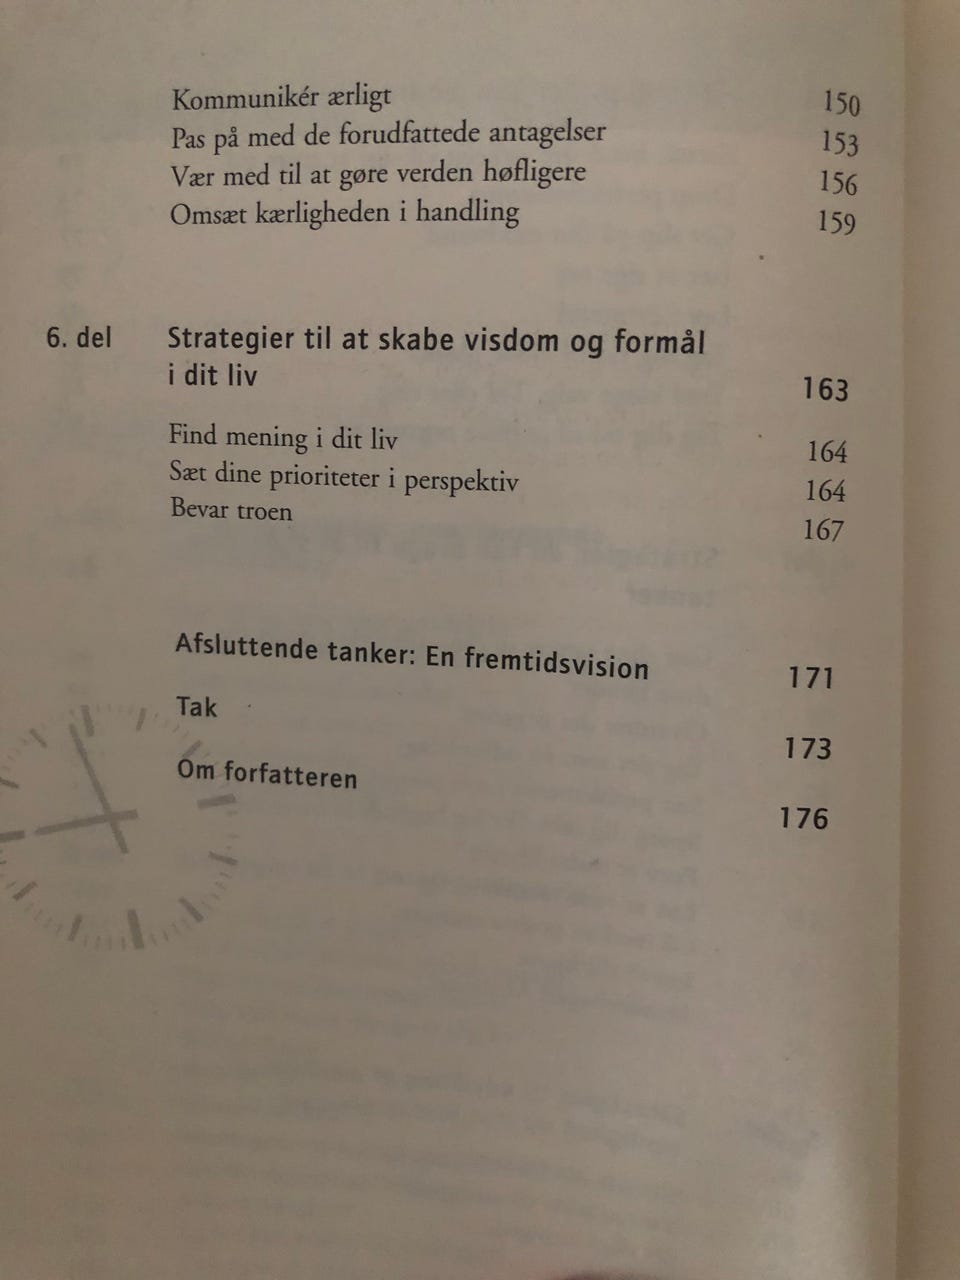 Kommunikér ærligt 150
Pas på med de forudfattede antagelser 153
Vær med til at gøre verden høfligere 156
Omsæt kærligheden i handling 159
6. del Strategier til at skabe visdom og formål
i dit liv 163
Find mening i dit liv 164
Sæt dine prioriteter i perspektiv 164
Bevar troen 167
Afsluttende tanker: En fremtidsvision 171
Tak 173
Om forfatteren 176